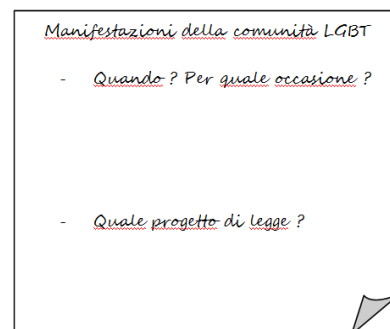 Manifestazioni della comunità LGBT
- Quando ? Per quale occasione ?
- Quale progetto di legge ?